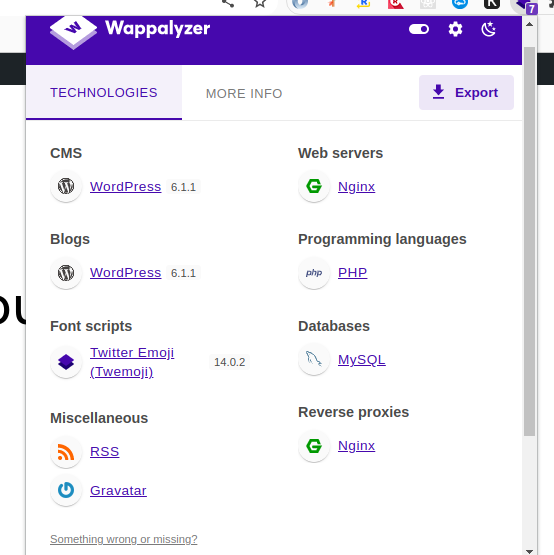 7
Wappalyzer
TECHNOLOGIES
MORE INFO
Export
CMS
WordPress 6.1.1
Blogs
WordPress 6.1.1
Font scripts
Twitter Emoji
(Twemoji) 14.0.2
Miscellaneous
RSS
Gravatar
Web servers
Nginx
Programming languages
php PHP
Databases
MySQL
Reverse proxies
Nginx
Something wrong or missing?